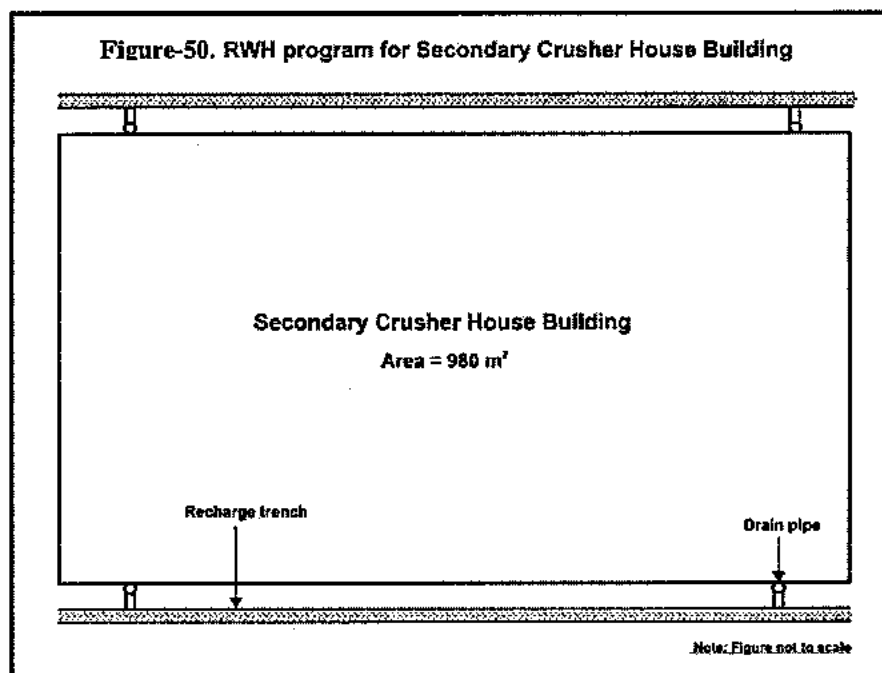 Figure-50. RWH program for Secondary Crusher House Building
Secondary Crusher House Building
Area = 980 m²
Recharge trench
Drain pipe
Note: Figure not to scale